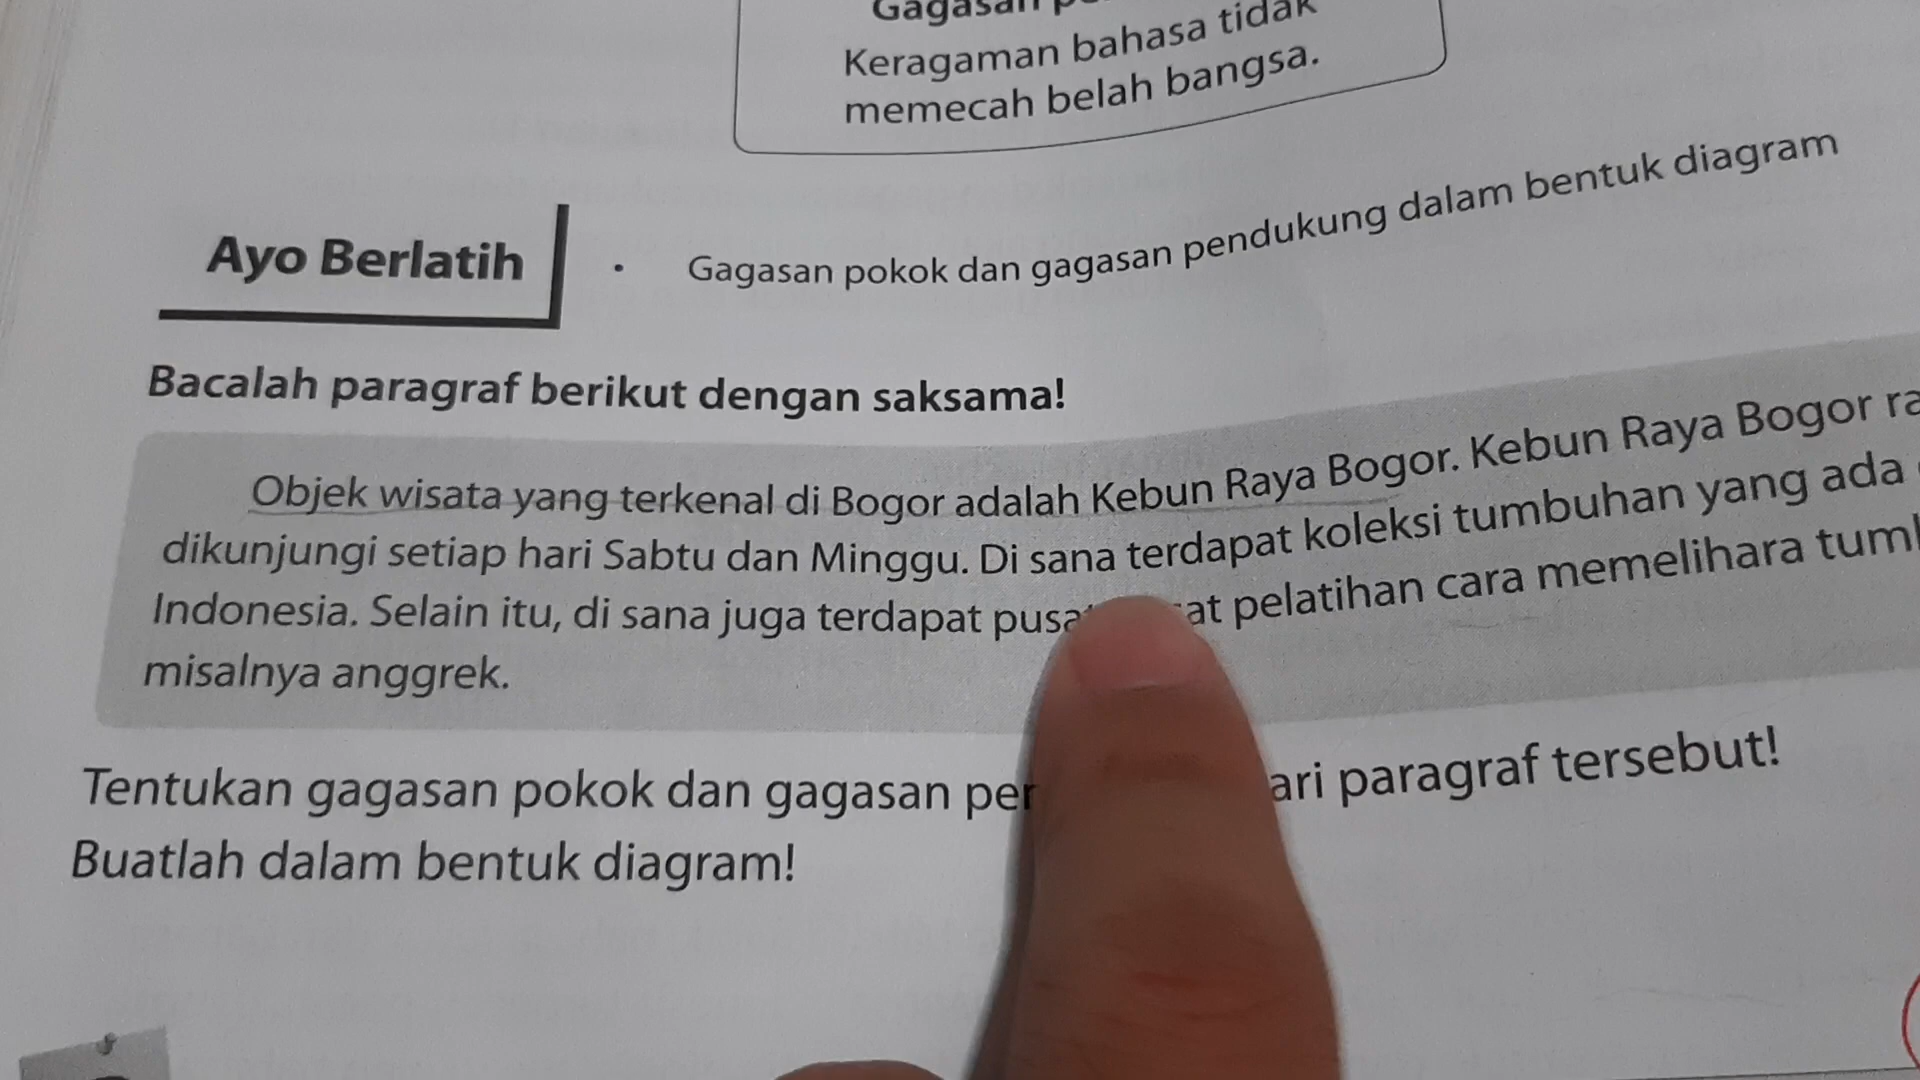 Gagasan
Keragaman bahasa tidak
memecah belah bangsa.
Ayo Berlatih
• Gagasan pokok dan gagasan pendukung dalam bentuk diagram
Bacalah paragraf berikut dengan saksama!
Objek wisata yang terkenal di Bogor adalah Kebun Raya Bogor. Kebun Raya Bogor
dikunjungi setiap hari Sabtu dan Minggu. Di sana terdapat koleksi tumbuhan yang ada
Indonesia. Selain itu, di sana juga terdapat pelatihan cara memelihara
misalnya anggrek.
Tentukan gagasan pokok dan gagasan paragraf tersebut!
Buatlah dalam bentuk diagram!